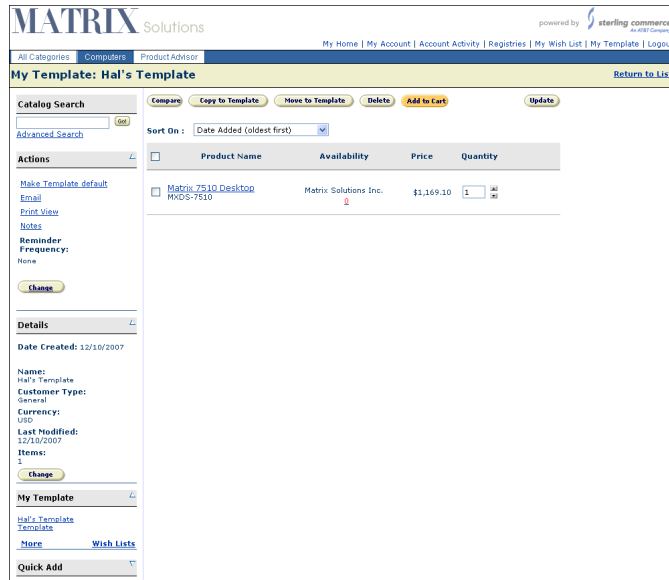 MATRIX Solutions
powered by sterling commerce
An AT&T Company
My Home | My Account | Account Activity | Registries | My Wish List | My Template | Logou
All Categories Computers Product Advisor
My Template: Hal's Template Return to Lis
Catalog Search
Go!
Advanced Search
Actions
Make Template default
Email
Print View
Notes
Reminder
Frequency:
None
Change
Details
Date Created: 12/10/2007
Name:
Hal's Template
Customer Type:
General
Currency:
USD
Last Modified:
12/10/2007
Items:
1
Change
My Template
Hal's Template
Template
More Wish Lists
Quick Add
Compare Copy to Template Move to Template Delete Add to Cart Update
Sort On : Date Added (oldest first)
Product Name Availability Price Quantity
Matrix 7510 Desktop Matrix Solutions Inc. $1,169.10 1
MXDS-7510 0